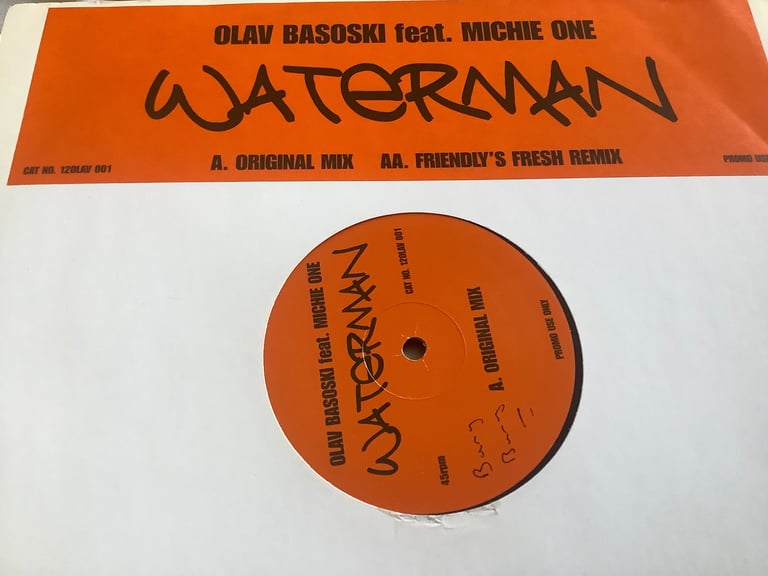 OLAV BASOSKI feat. MICHIE ONE
WATERMAN
A. ORIGINAL MIX AA. FRIENDLY'S FRESH REMIX
CAT NO. 12OLAV 001
PROMO USE
OLAV BASOSKI feat. MICHIE ONE
WATERMAN
CAT NO. 12OLAV 001
A. ORIGINAL MIX
PROMO USE ONLY
45rpm